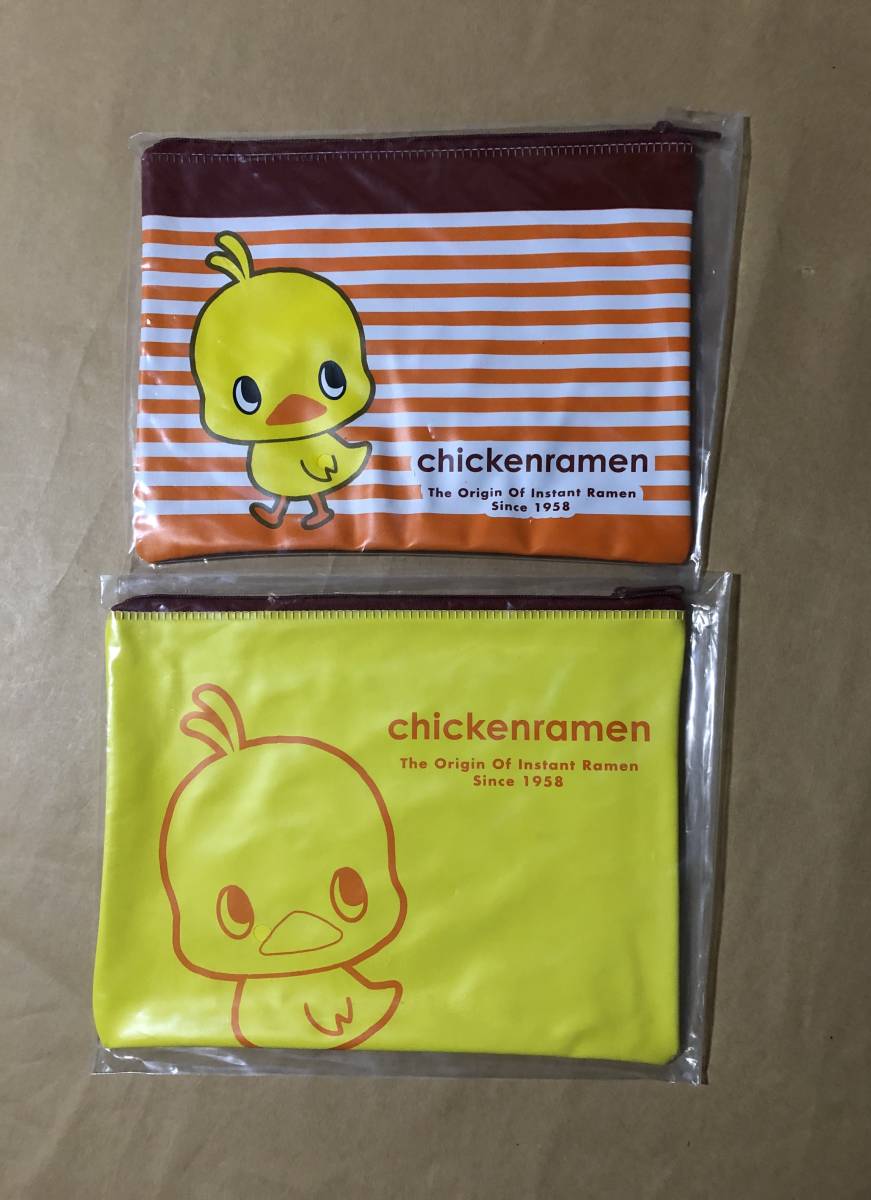 chickenramen
The Origin Of Instant Ramen
Since 1958
chickenramen
The Origin Of Instant Ramen
Since 1958